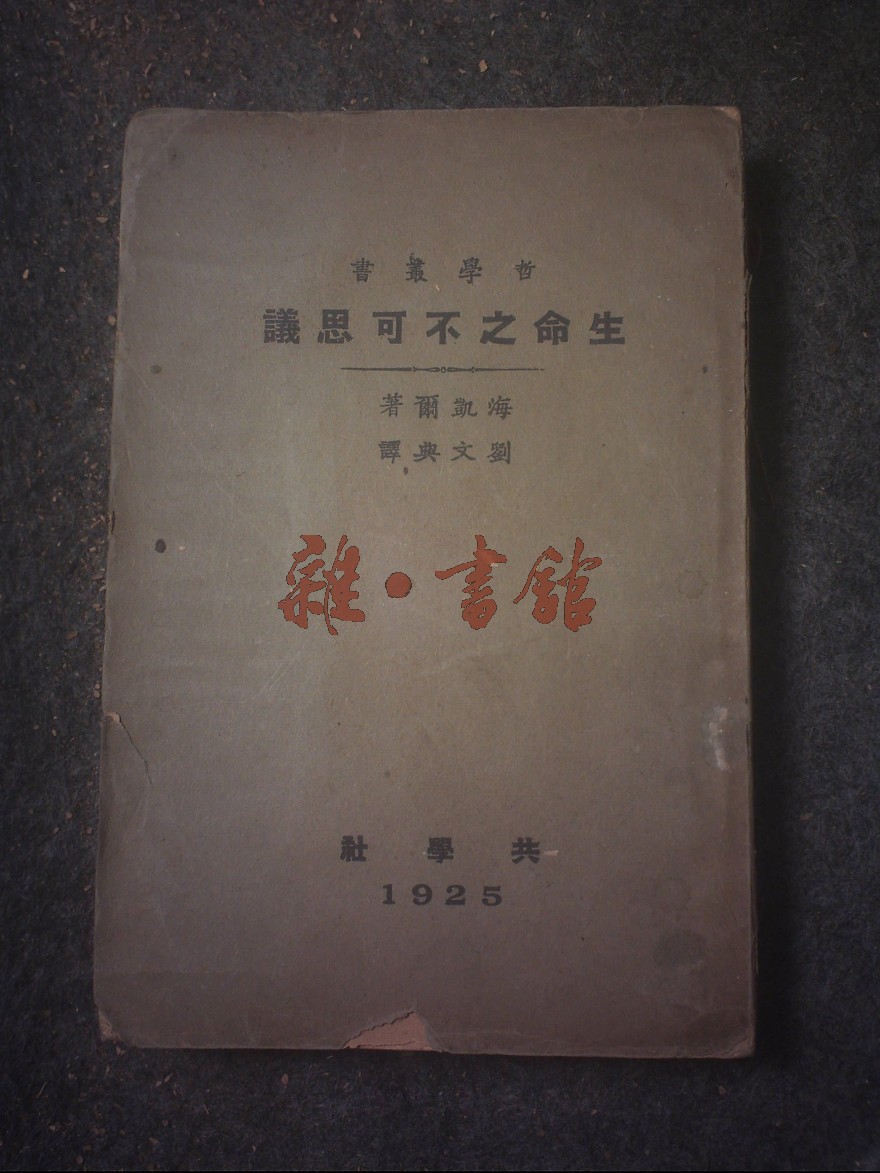 哲學叢書
生命之不可思議
海凱爾著
劉文典譯
雜·書館
共學社
1925